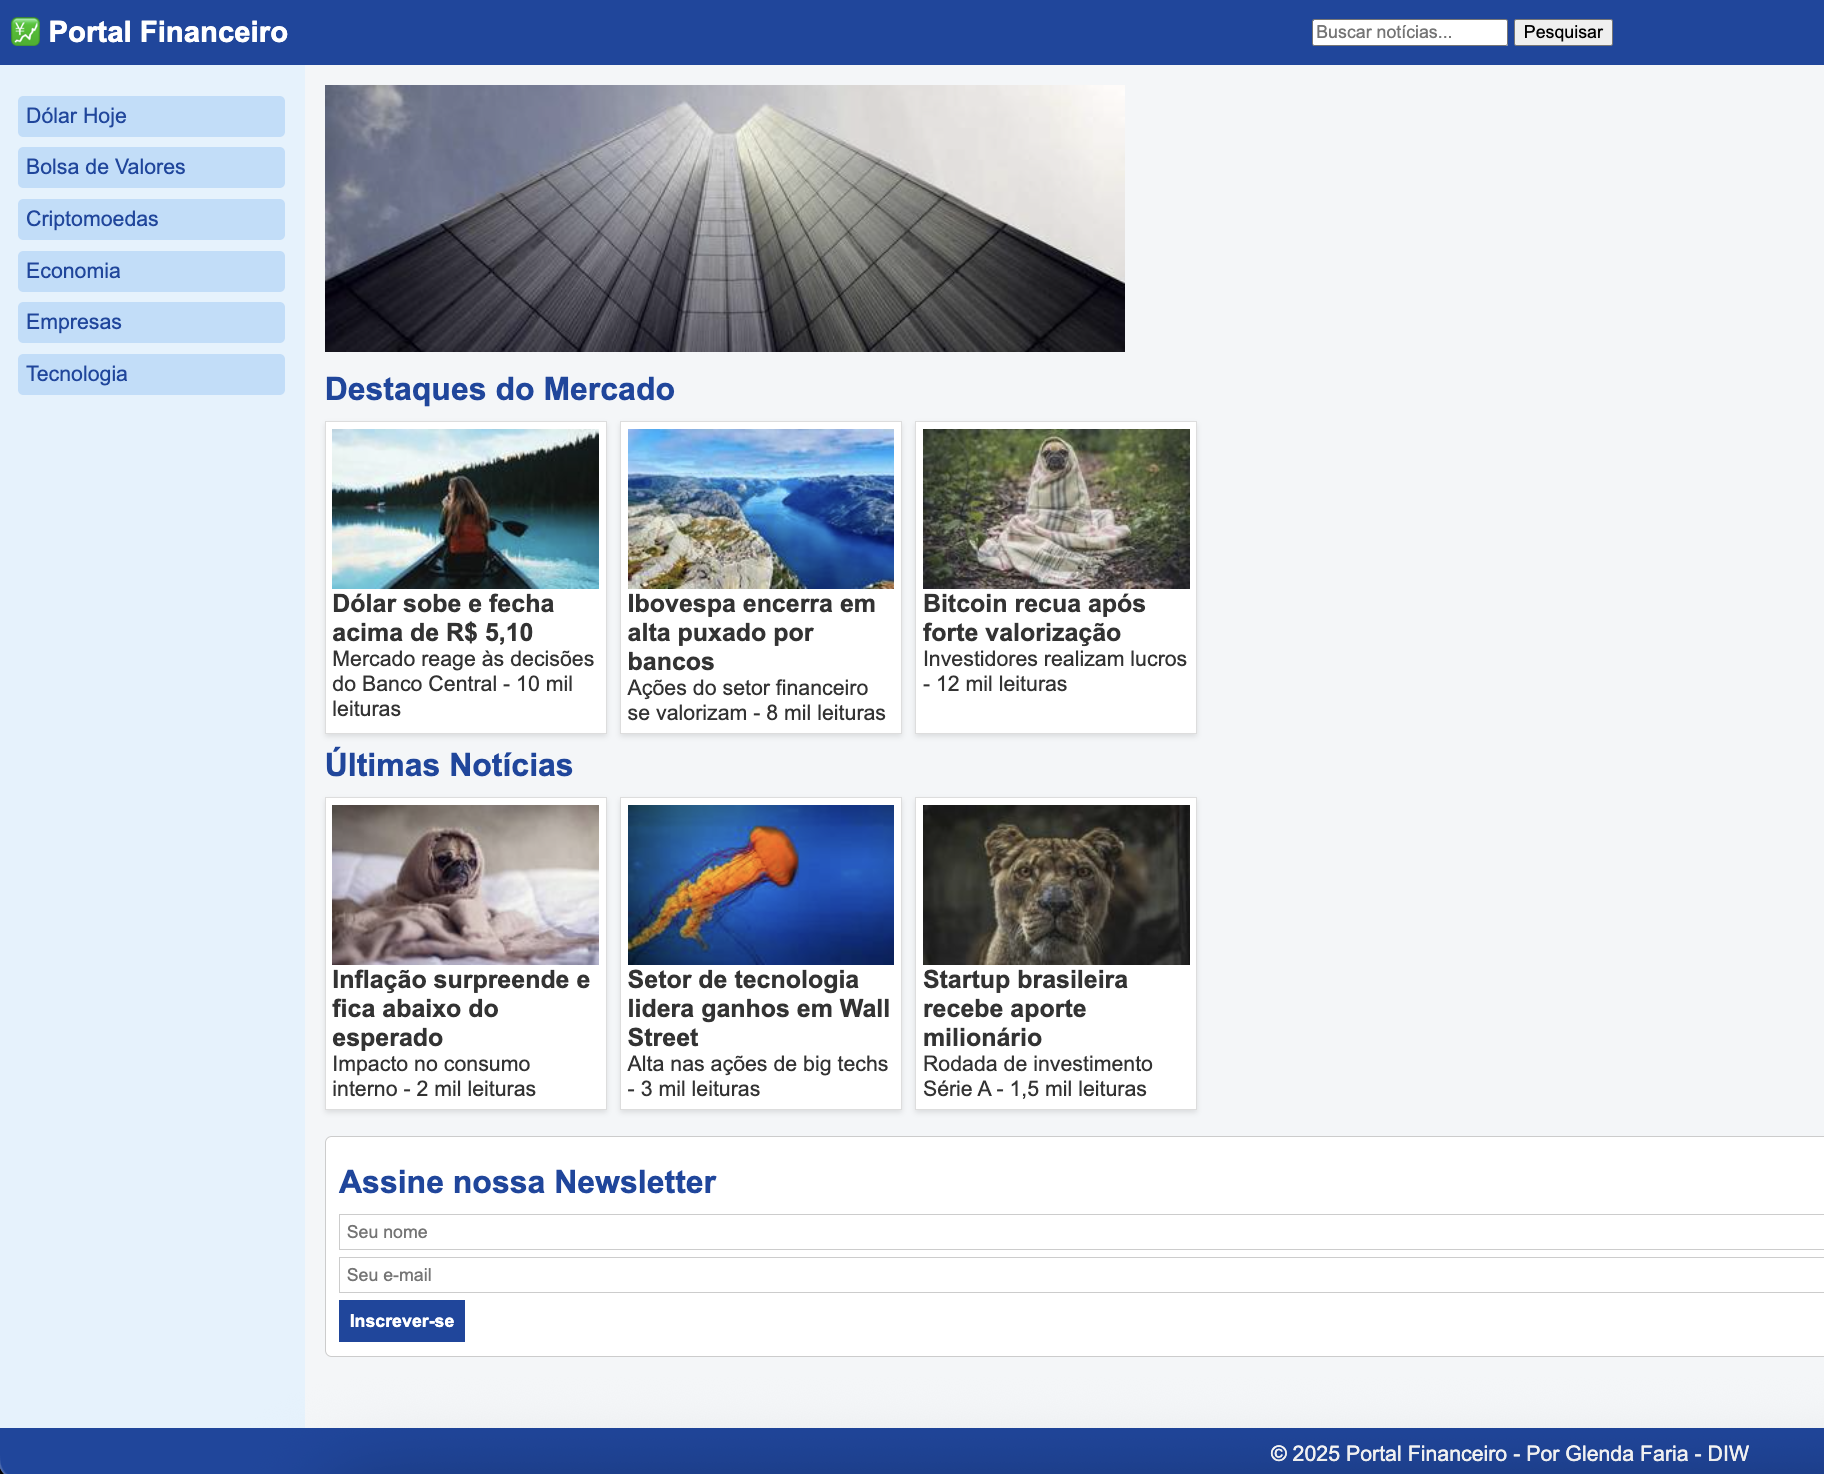 💹 Portal Financeiro
Buscar notícias... Pesquisar
Dólar Hoje
Bolsa de Valores
Criptomoedas
Economia
Empresas
Tecnologia
Destaques do Mercado
Dólar sobe e fecha
acima de R$ 5,10
Mercado reage às decisões
do Banco Central - 10 mil
leituras
Ibovespa encerra em
alta puxado por
bancos
Ações do setor financeiro
se valorizam - 8 mil leituras
Bitcoin recua após
forte valorização
Investidores realizam lucros
- 12 mil leituras
Últimas Notícias
Inflação surpreende e
fica abaixo do
esperado
Impacto no consumo
interno - 2 mil leituras
Setor de tecnologia
lidera ganhos em Wall
Street
Alta nas ações de big techs
- 3 mil leituras
Startup brasileira
recebe aporte
milionário
Rodada de investimento
Série A - 1,5 mil leituras
Assine nossa Newsletter
Seu nome
Seu e-mail
Inscrever-se
© 2025 Portal Financeiro - Por Glenda Faria - DIW